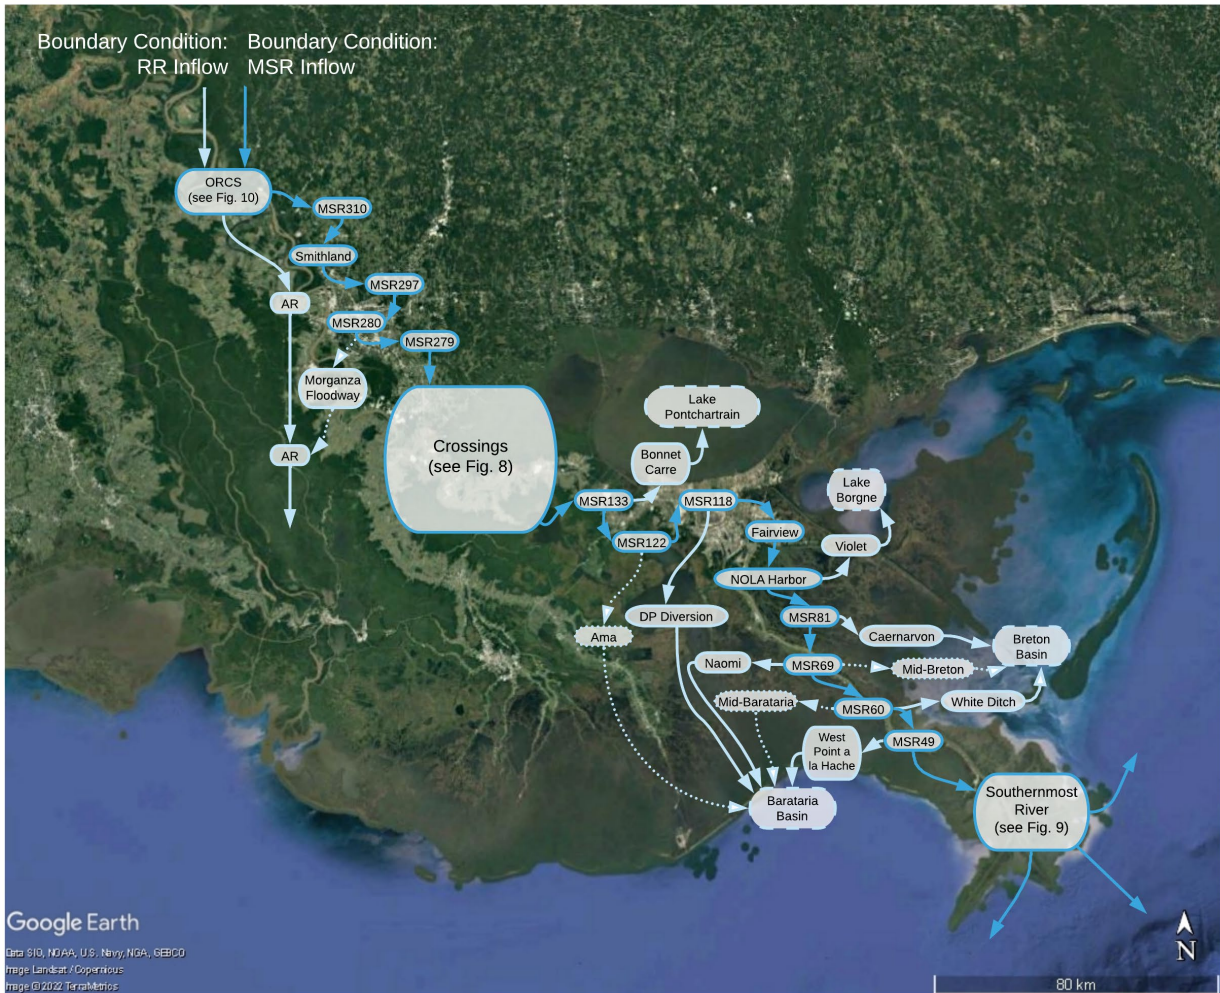 Boundary Condition:
RR Inflow
Boundary Condition:
MSR Inflow
ORCS
(see Fig. 10)
MSR310
Smithland
MSR297
AR
MSR280
MSR279
Morganza
Floodway
Lake
Pontchartrain
Crossings
(see Fig. 8)
AR
Bonnet
Carre
Lake
Borgne
MSR133
MSR118
Fairview
MSR122
Violet
NOLA Harbor
DP Diversion
MSR81
Ama
Caernarvon
Breton
Basin
Naomi
MSR69
Mid-Breton
Mid-Barataria
MSR60
White Ditch
West
Point a
la Hache
MSR49
Barataria
Basin
Southernmost
River
(see Fig. 9)
Google Earth
Data SIO, NOAA, U.S. Navy, NGA, GEBCO
Image Landsat / Copernicus
Image © 2022 TerraMetrics
N
80 km